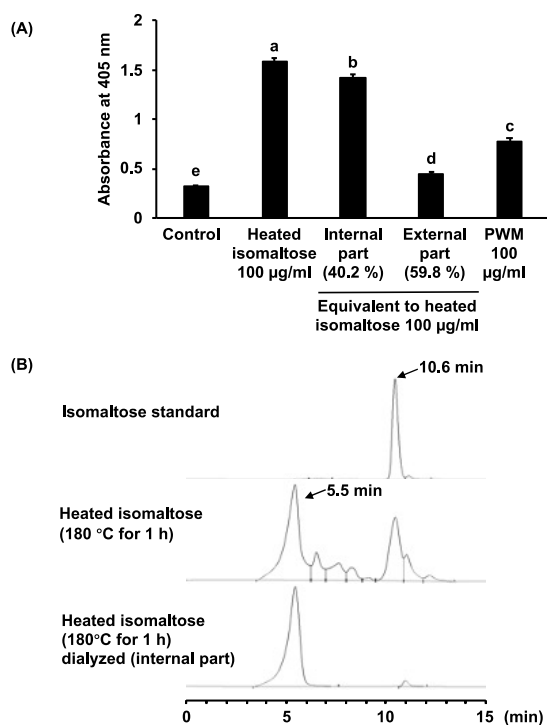 (A)
Absorbance at 405 nm
2
1.5
1
0.5
0
e
a
b
d
c
Control
Heated
isomaltose
100 µg/ml
Internal
part
(40.2 %)
External
part
(59.8 %)
PWM
100
µg/ml
Equivalent to heated
isomaltose 100 µg/ml
(B)
10.6 min
Isomaltose standard
5.5 min
Heated isomaltose
(180 °C for 1 h)
Heated isomaltose
(180°C for 1 h)
dialyzed (internal part)
0 5 10 15 (min)